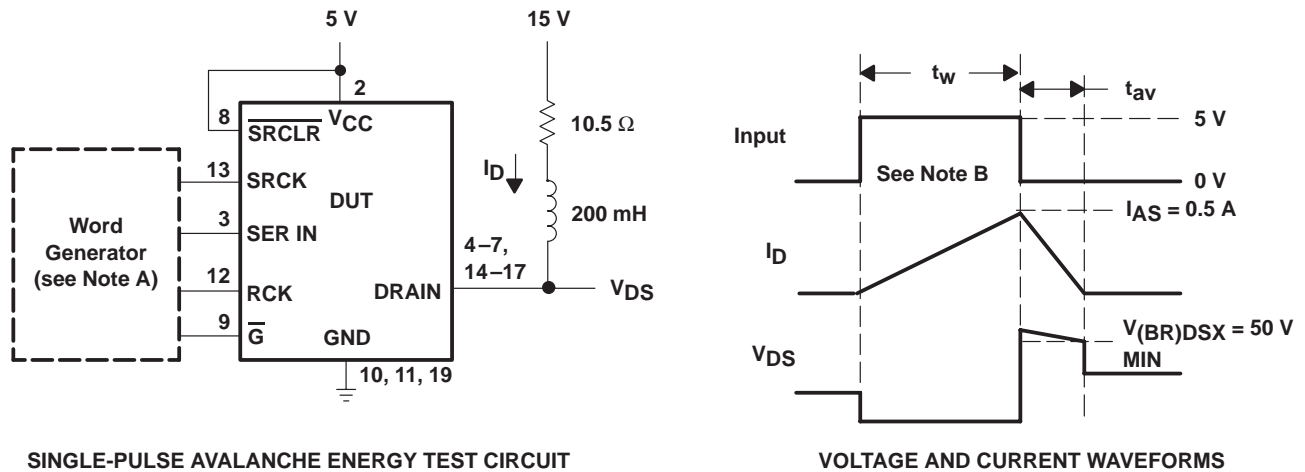 5 V
15 V
2
8
VCC
SRCLR
10.5 Ω
13
SRCK
ID
DUT
Word
Generator
(see Note A)
3
SER IN
200 mH
4–7,
14–17
12
RCK
DRAIN
VDS
9
G
GND
10, 11, 19
SINGLE-PULSE AVALANCHE ENERGY TEST CIRCUIT
tw
tav
5 V
Input
See Note B
0 V
IAS = 0.5 A
ID
V(BR)DSX = 50 V
VDS
MIN
VOLTAGE AND CURRENT WAVEFORMS